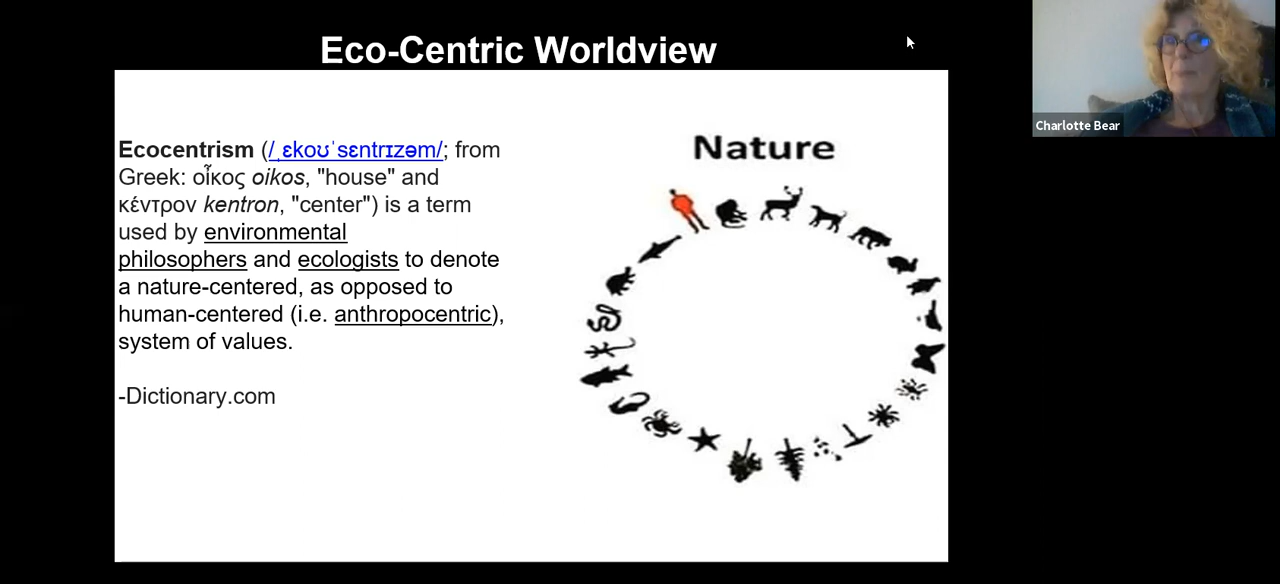 Eco-Centric Worldview
Charlotte Bear
Nature
Ecocentrism (/ˌɛkoʊˈsɛntrɪzəm/; from
Greek: οἶκος oikos, "house" and
κέντρον kentron, "center") is a term
used by environmental
philosophers and ecologists to denote
a nature-centered, as opposed to
human-centered (i.e. anthropocentric),
system of values.
-Dictionary.com